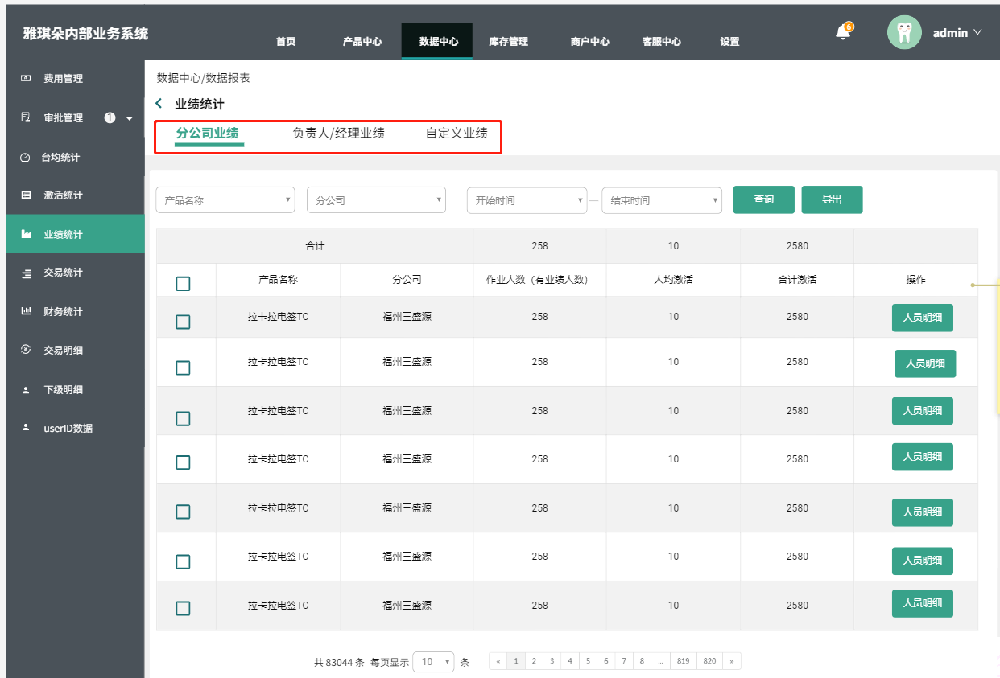 雅琪朵内部业务系统
首页 产品中心 数据中心 库存管理 商户中心 客服中心 设置
6
admin
费用管理
审批管理 1
台均统计
激活统计
业绩统计
交易统计
财务统计
交易明细
下级明细
userID数据
数据中心/数据报表
业绩统计
分公司业绩 负责人/经理业绩 自定义业绩
产品名称 分公司 开始时间 — 结束时间 查询 导出
合计 258 10 2580
产品名称 分公司 作业人数（有业绩人数） 人均激活 合计激活 操作
拉卡拉电签TC 福州三盛源 258 10 2580 人员明细
拉卡拉电签TC 福州三盛源 258 10 2580 人员明细
拉卡拉电签TC 福州三盛源 258 10 2580 人员明细
拉卡拉电签TC 福州三盛源 258 10 2580 人员明细
拉卡拉电签TC 福州三盛源 258 10 2580 人员明细
拉卡拉电签TC 福州三盛源 258 10 2580 人员明细
拉卡拉电签TC 福州三盛源 258 10 2580 人员明细
共 83044 条 每页显示 10 条 « 1 2 3 4 5 6 7 8 ... 819 820 »